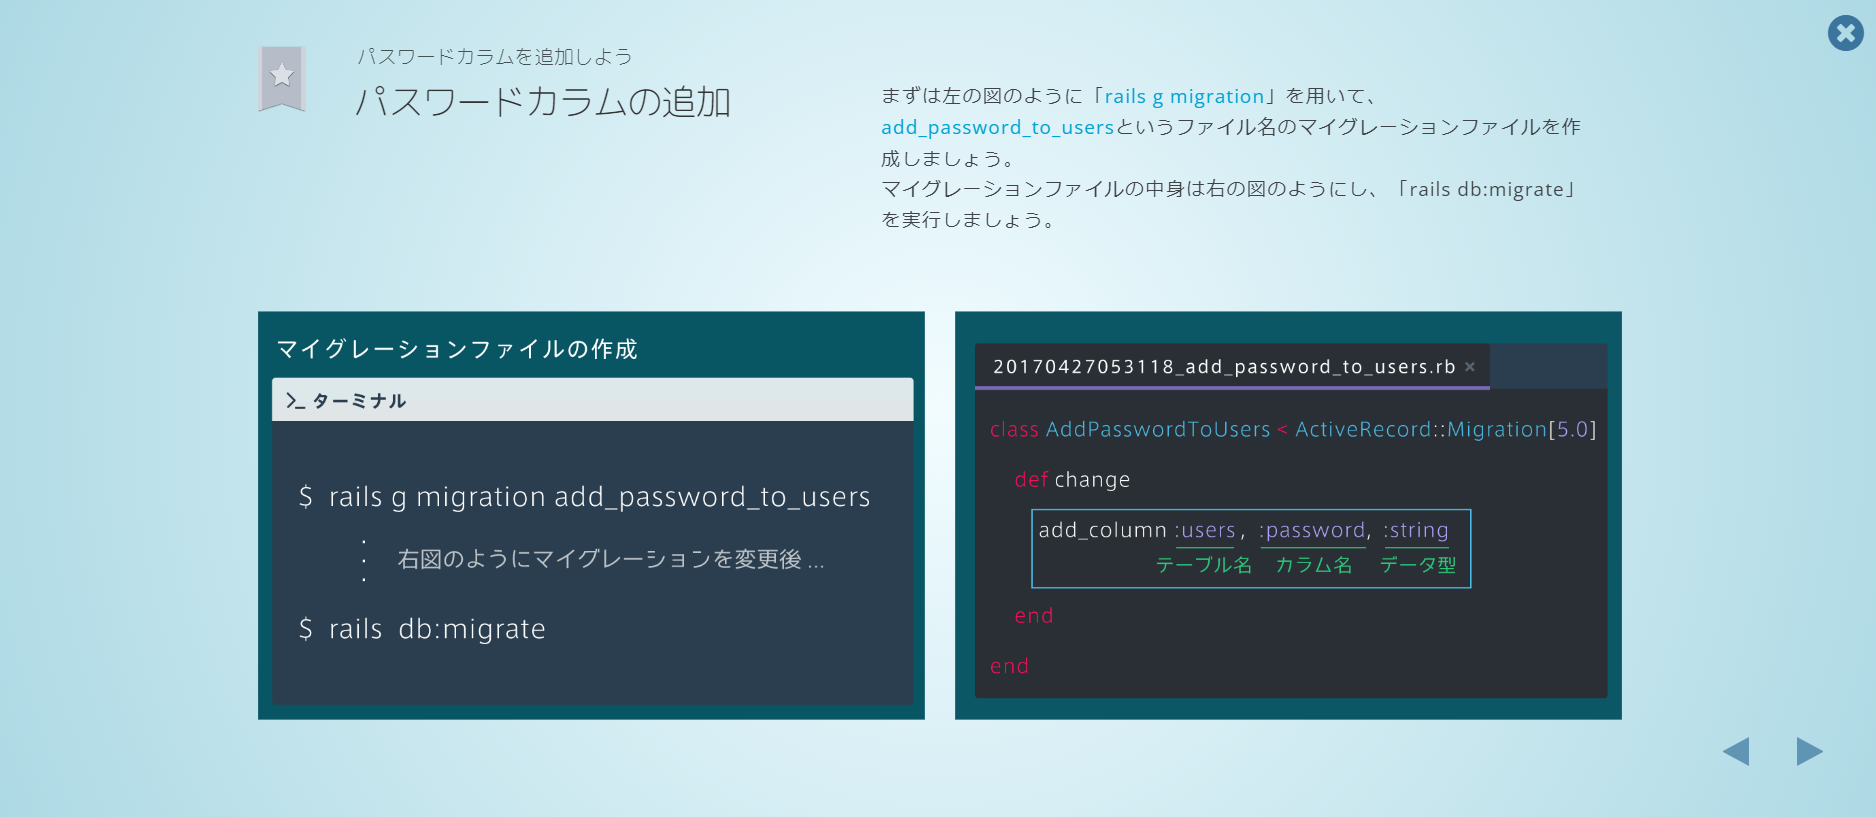 パスワードカラムを追加しよう
パスワードカラムの追加
まずは左の図のように「rails g migration」を用いて、
add_password_to_usersというファイル名のマイグレーションファイルを作
成しましょう。
マイグレーションファイルの中身は右の図のようにし、「rails db:migrate」
を実行しましょう。
マイグレーションファイルの作成
>_ ターミナル
$ rails g migration add_password_to_users
右図のようにマイグレーションを変更後 ...
$ rails db:migrate
20170427053118_add_password_to_users.rb ×
class AddPasswordToUsers < ActiveRecord::Migration[5.0]
def change
add_column :users , :password, :string
テーブル名 カラム名 データ型
end
end